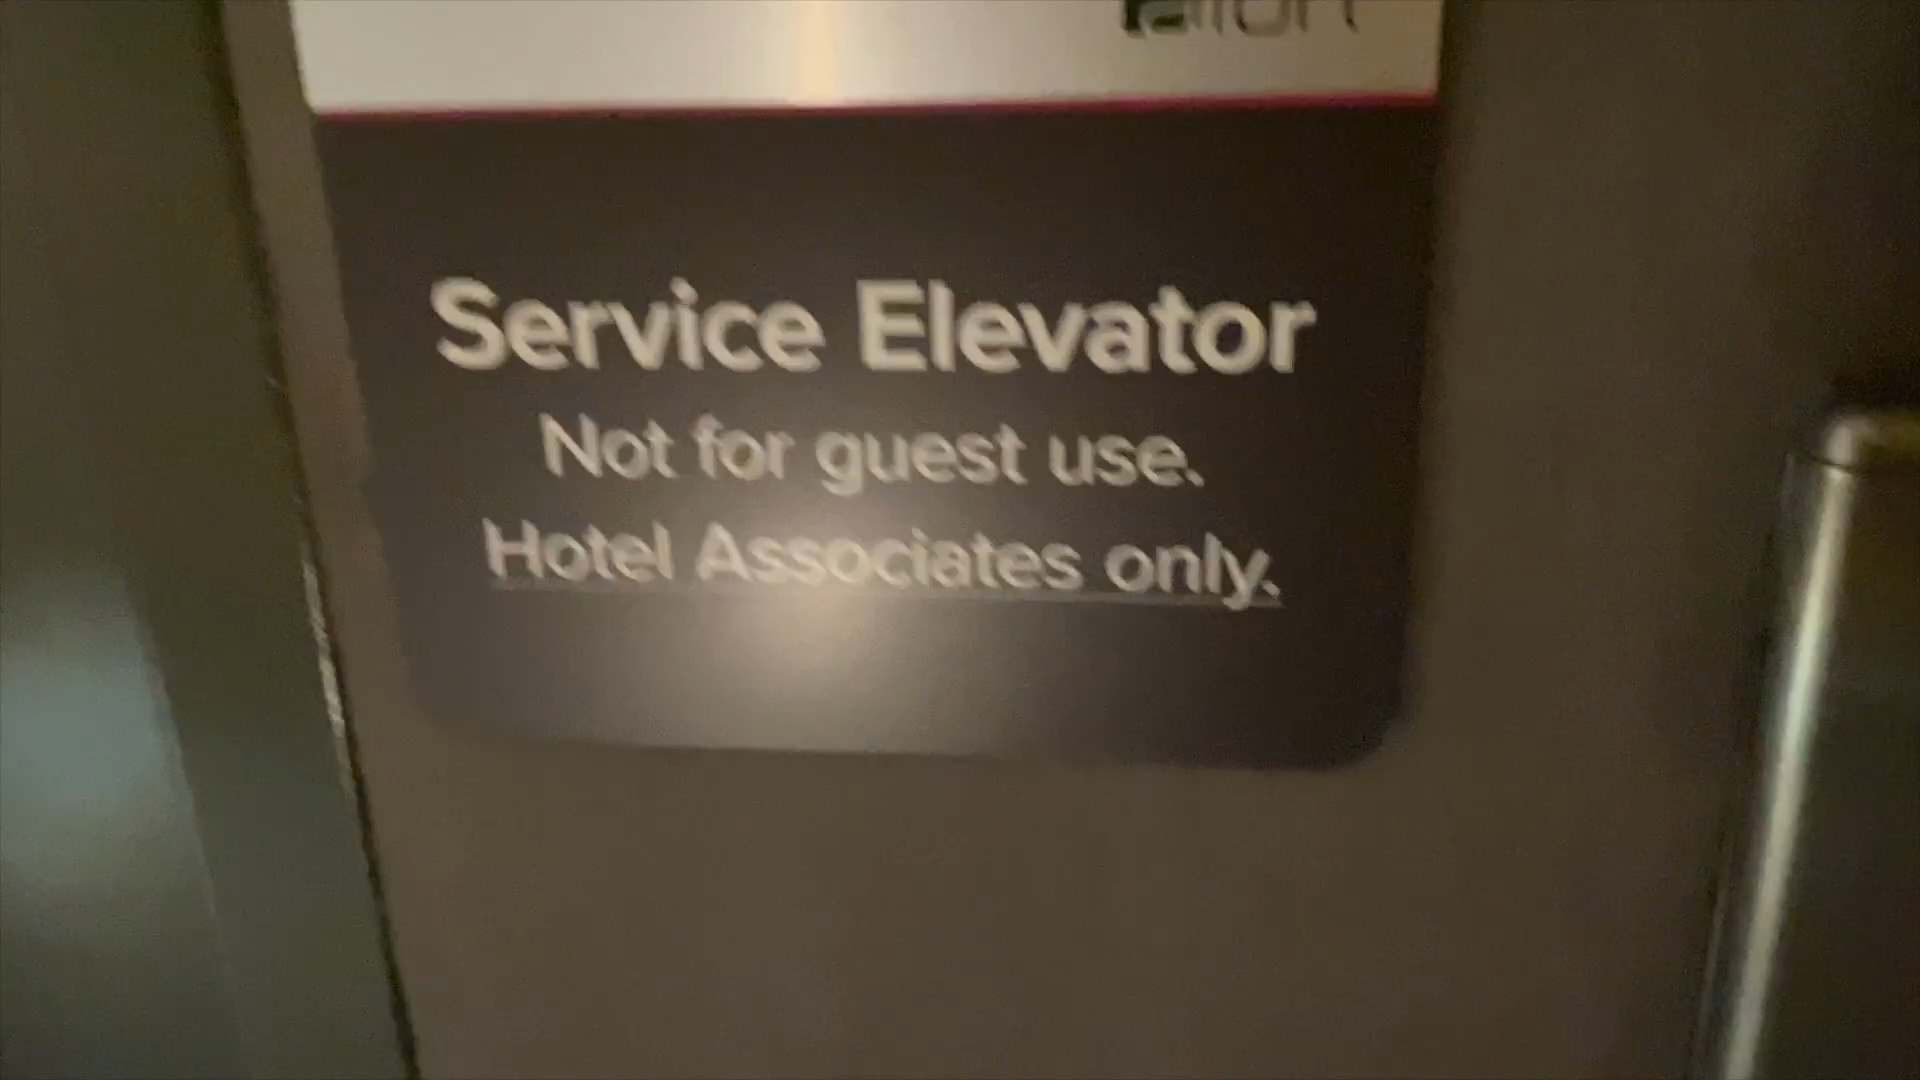 Service Elevator
Not for guest use.
Hotel Associates only.